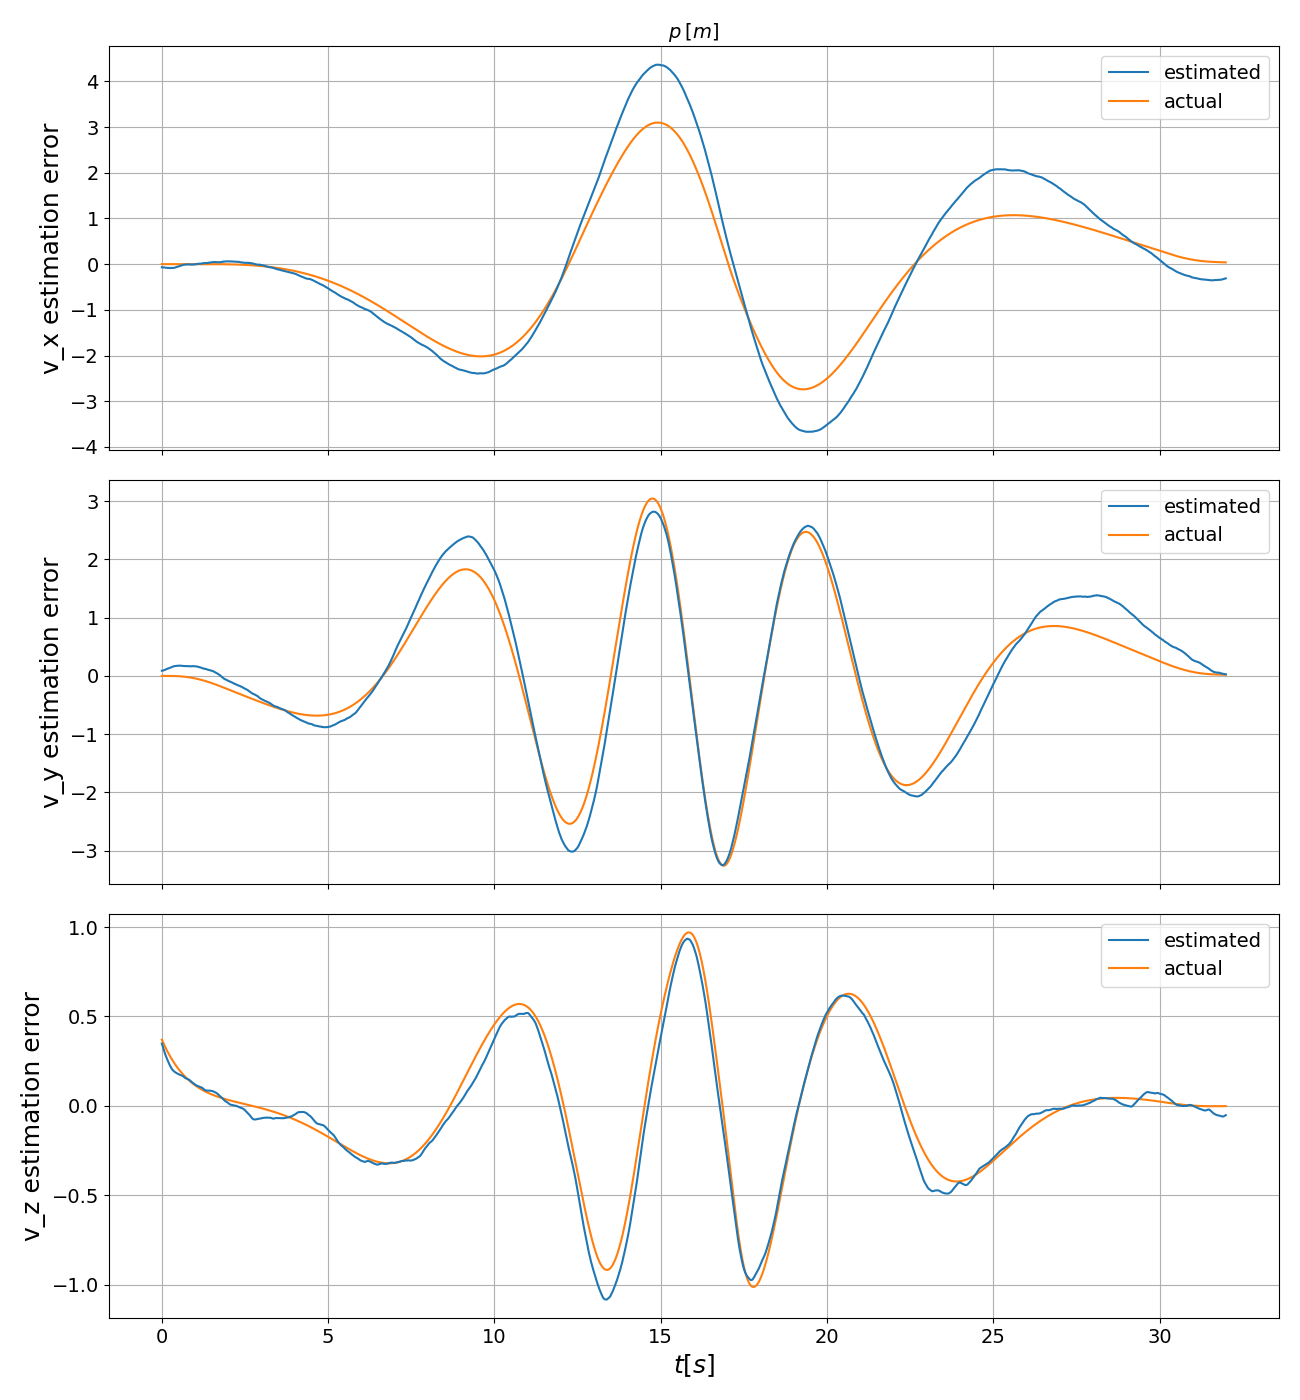 p [m]
v_x estimation error
4
3
2
1
0
−1
−2
−3
−4
estimated
actual
v_y estimation error
3
2
1
0
−1
−2
−3
estimated
actual
v_z estimation error
1.0
0.5
0.0
−0.5
−1.0
estimated
actual
0 5 10 15 20 25 30
t[s]